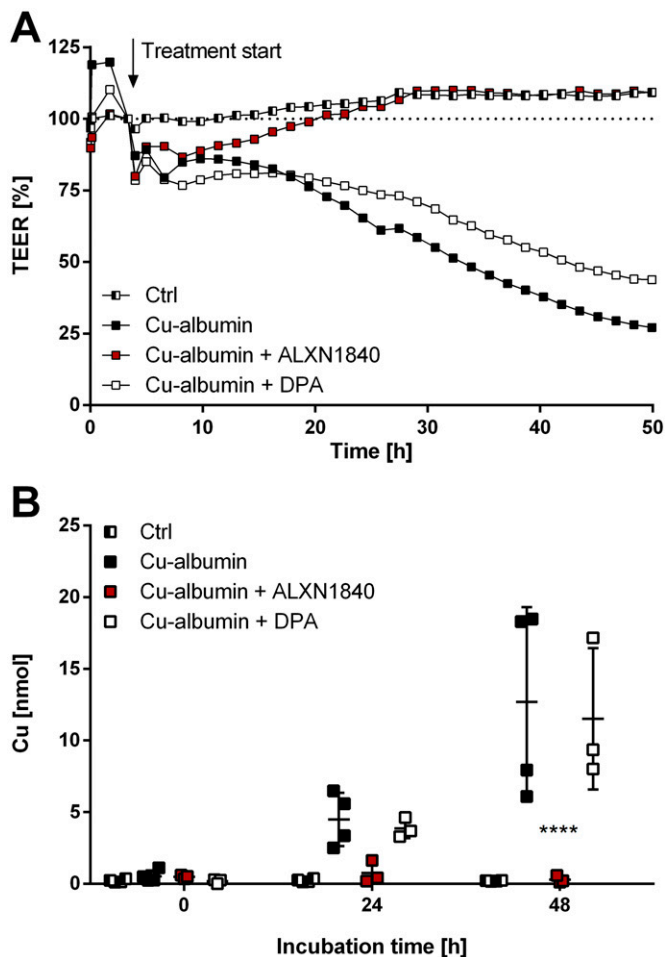 A
Treatment start
125
100
75
50
25
0
TEER [%]
Ctrl
Cu-albumin
Cu-albumin + ALXN1840
Cu-albumin + DPA
0 10 20 30 40 50
Time [h]
B
25
20
15
10
5
0
Cu [nmol]
Ctrl
Cu-albumin
Cu-albumin + ALXN1840
Cu-albumin + DPA
****
0 24 48
Incubation time [h]